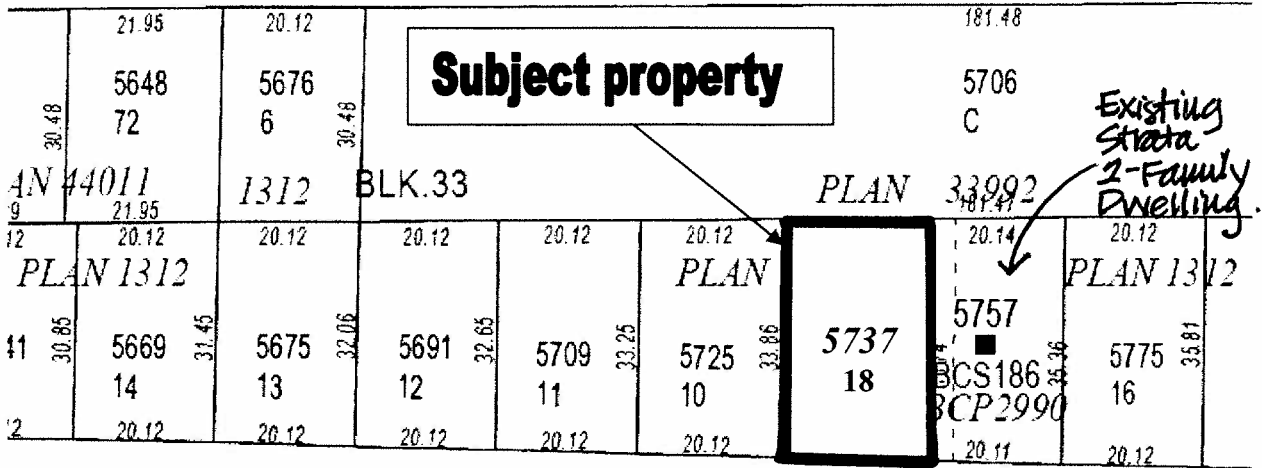 21.95 20.12 181.48
Subject property
5648 5676 5706
72 6 C
30.48 30.48
Existing
Strata
2-Family
Dwelling.
AN 44011 1312 BLK.33 PLAN 33992
21.95 181.47
12 20.12 20.12 20.12 20.12 20.12 20.14 20.12
PLAN 1312 PLAN PLAN 1312
5757
41 30.85 5669 31.45 5675 32.06 5691 32.65 5709 33.25 5725 33.86 5737 35.36 5775 35.81
14 13 12 11 10 18 BCS186 16
BCP2990
20.12 20.12 20.12 20.12 20.12 20.11 20.12